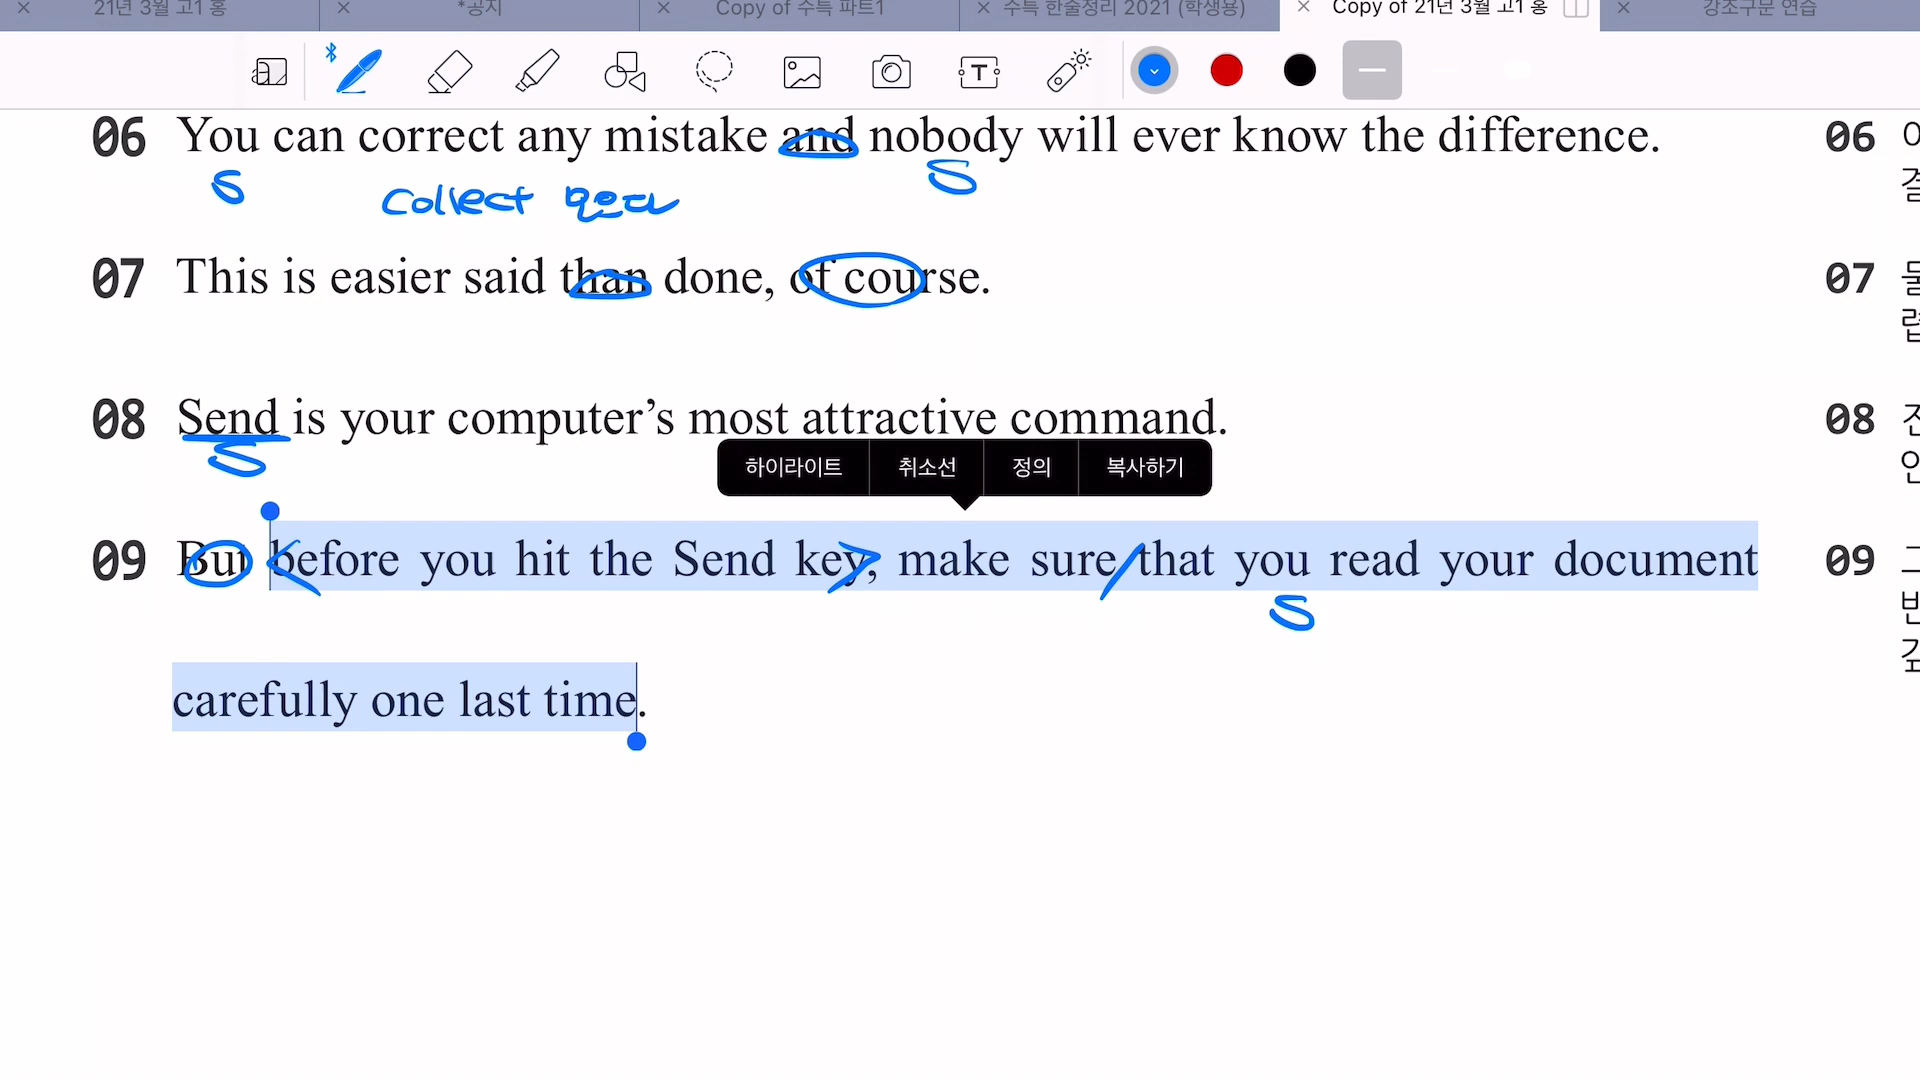 21년 3월 고1 홍
*공지
Copy of 수특 파트1
수특 한술정리 2021 (학생용)
Copy of 21년 3월 고1 홍
강조구문 연습
06 You can correct any mistake and nobody will ever know the difference.
06
S collect 모으다 S
07 This is easier said than done, of course.
07
08 Send is your computer's most attractive command.
08
S
하이라이트 취소선 정의 복사하기
09 But before you hit the Send key, make sure that you read your document
09
S
carefully one last time.